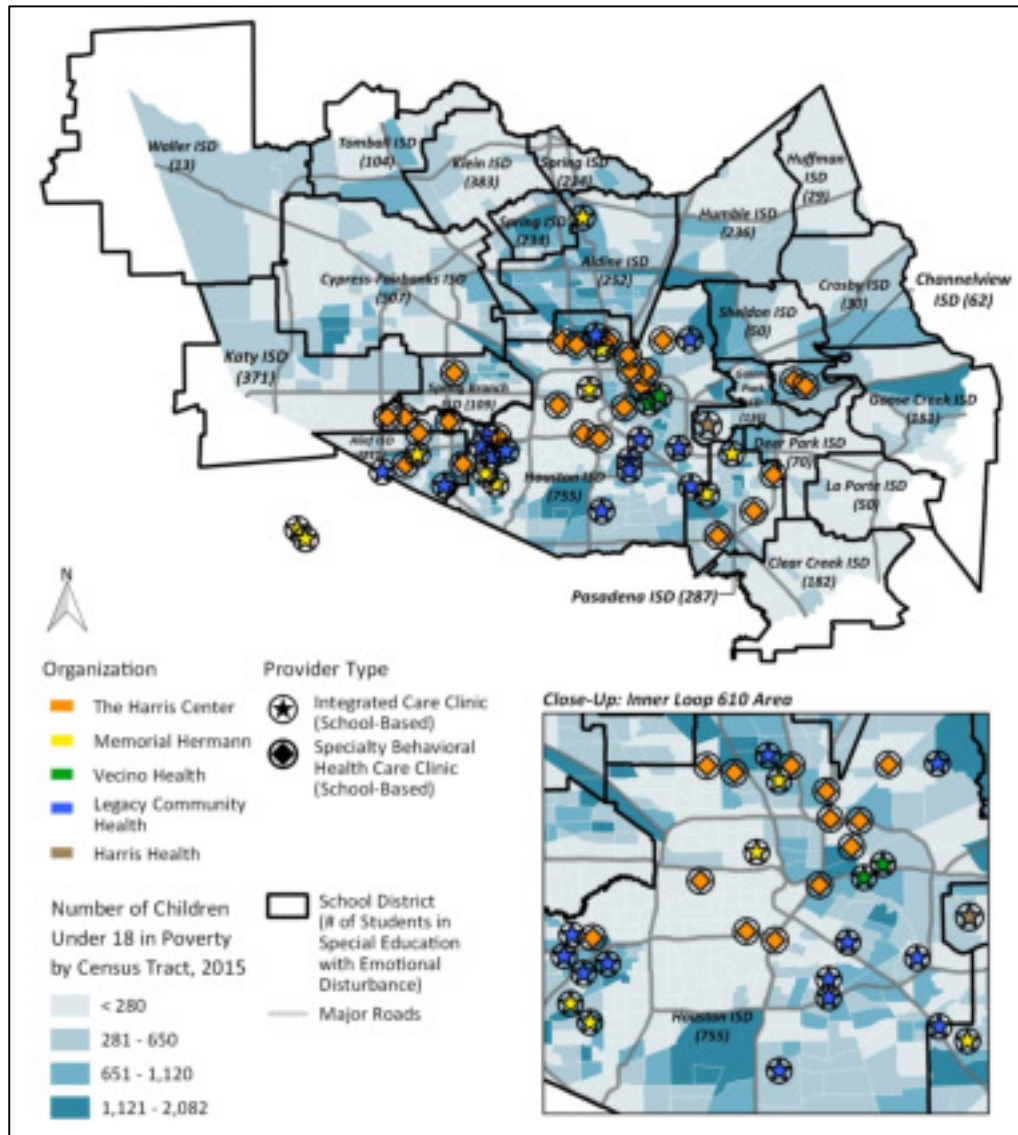 Waller ISD
(13)
Tomball ISD
(104)
Klein ISD
(383)
Spring ISD
(234)
Huffman
ISD
(29)
Spring ISD
(234)
Humble ISD
(236)
Aldine ISD
(252)
Cypress-Fairbanks ISD
(507)
Crosby ISD
(30)
Channelview
ISD (62)
Sheldon ISD
(50)
Katy ISD
(371)
Spring Branch
ISD (109)
Park
ISD
Goose Creek ISD
(151)
Alief ISD
Deer Park ISD
(70)
Houston ISD
(755)
La Porte ISD
(50)
Clear Creek ISD
(182)
Pasadena ISD (287)
N
Organization
The Harris Center
Memorial Hermann
Vecino Health
Legacy Community
Health
Harris Health
Provider Type
Integrated Care Clinic
(School-Based)
Specialty Behavioral
Health Care Clinic
(School-Based)
Number of Children
Under 18 in Poverty
by Census Tract, 2015
< 280
281 - 650
651 - 1,120
1,121 - 2,082
School District
(# of Students in
Special Education
with Emotional
Disturbance)
Major Roads
Close-Up: Inner Loop 610 Area
Houston ISD
(755)